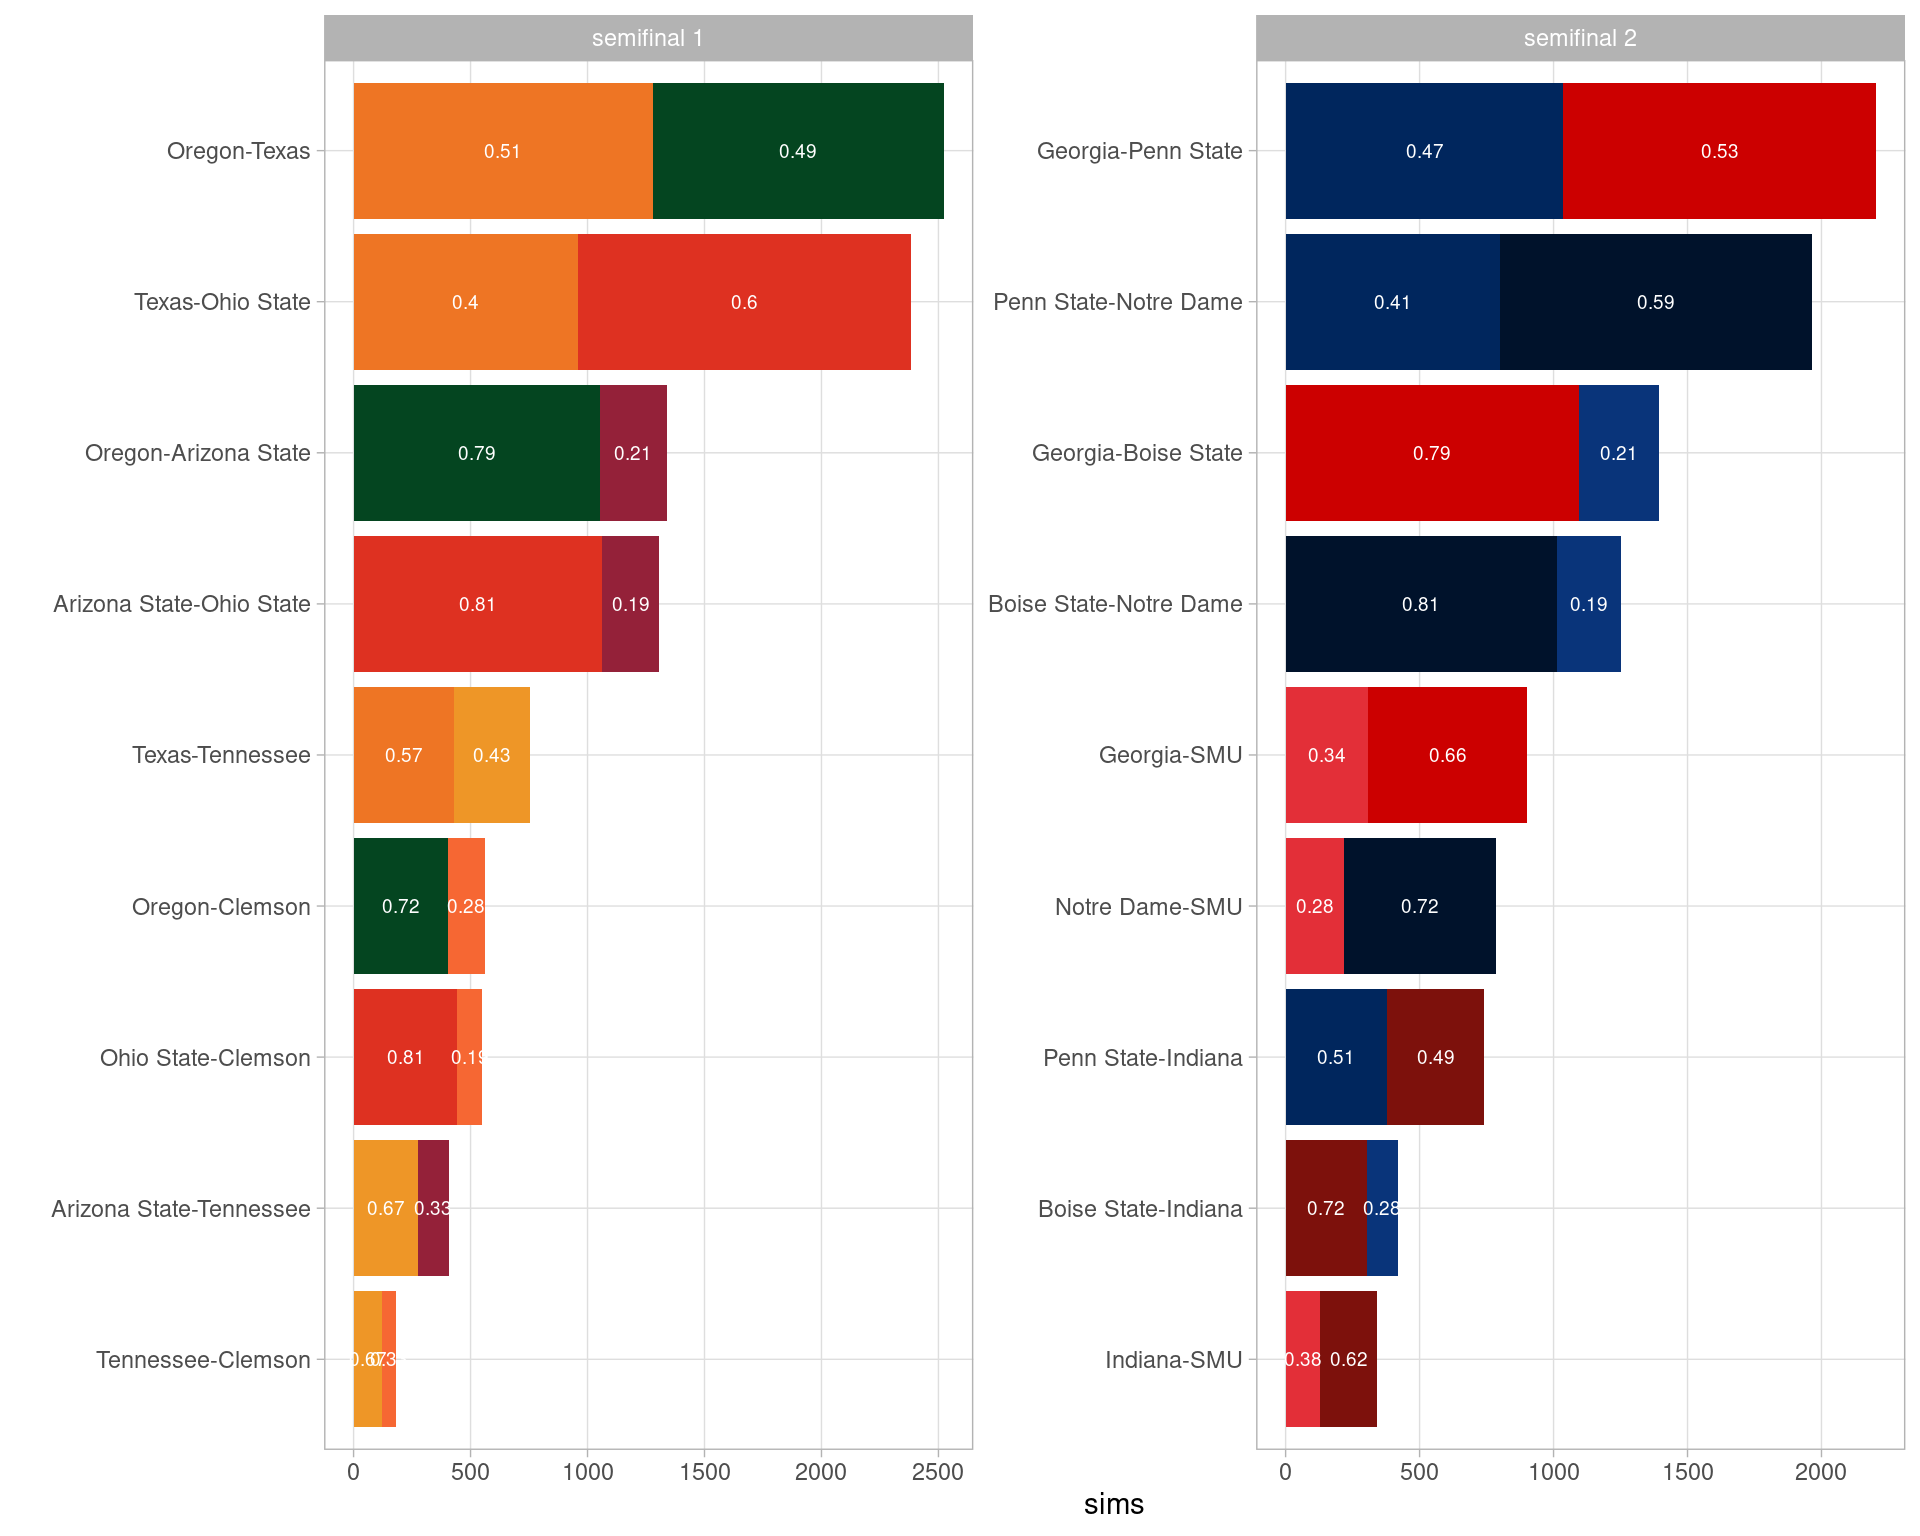 semifinal 1
semifinal 2
Oregon-Texas
0.51
0.49
Texas-Ohio State
0.4
0.6
Oregon-Arizona State
0.79
0.21
Arizona State-Ohio State
0.81
0.19
Texas-Tennessee
0.57
0.43
Oregon-Clemson
0.72
0.28
Ohio State-Clemson
0.81
0.19
Arizona State-Tennessee
0.67
0.33
Tennessee-Clemson
0.67
0 500 1000 1500 2000 2500
Georgia-Penn State
0.47
0.53
Penn State-Notre Dame
0.41
0.59
Georgia-Boise State
0.79
0.21
Boise State-Notre Dame
0.81
0.19
Georgia-SMU
0.34
0.66
Notre Dame-SMU
0.28
0.72
Penn State-Indiana
0.51
0.49
Boise State-Indiana
0.72
0.28
Indiana-SMU
0.38
0.62
0 500 1000 1500 2000
sims